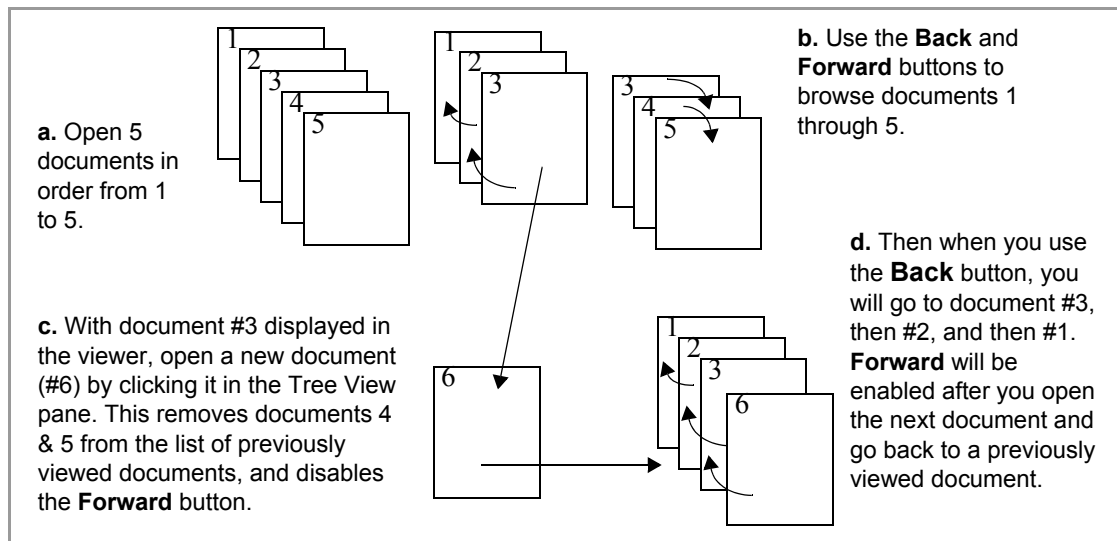 1
2
3
4
5
a. Open 5
documents in
order from 1
to 5.
1
2
3
3
4
5
b. Use the Back and
Forward buttons to
browse documents 1
through 5.
c. With document #3 displayed in
the viewer, open a new document
(#6) by clicking it in the Tree View
pane. This removes documents 4
& 5 from the list of previously
viewed documents, and disables
the Forward button.
6
1
2
3
6
d. Then when you use
the Back button, you
will go to document #3,
then #2, and then #1.
Forward will be
enabled after you open
the next document and
go back to a previously
viewed document.